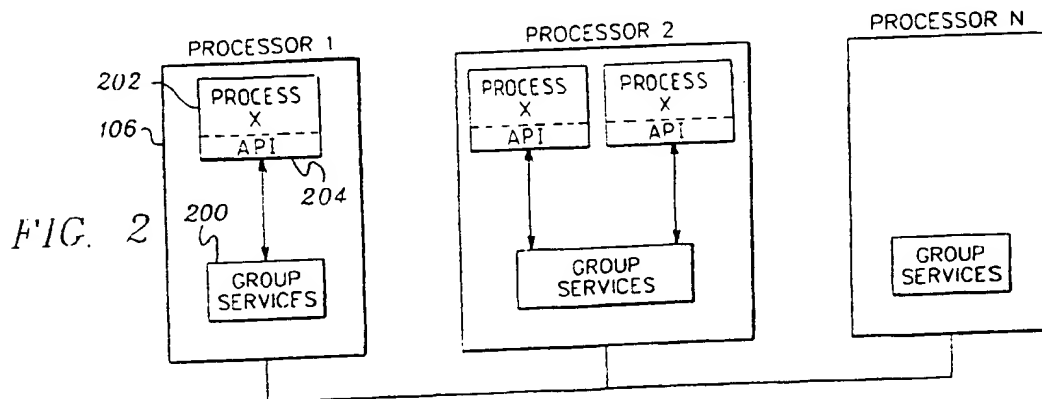 PROCESSOR 1
202
PROCESS
X
API
106
204
200
GROUP
SERVICES
FIG. 2
PROCESSOR 2
PROCESS
X
API
PROCESS
X
API
GROUP
SERVICES
PROCESSOR N
GROUP
SERVICES